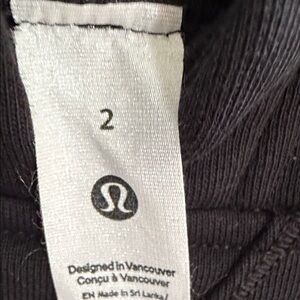 2
Designed in Vancouver
Conçu à Vancouver
EN Made in Sri Lanka /